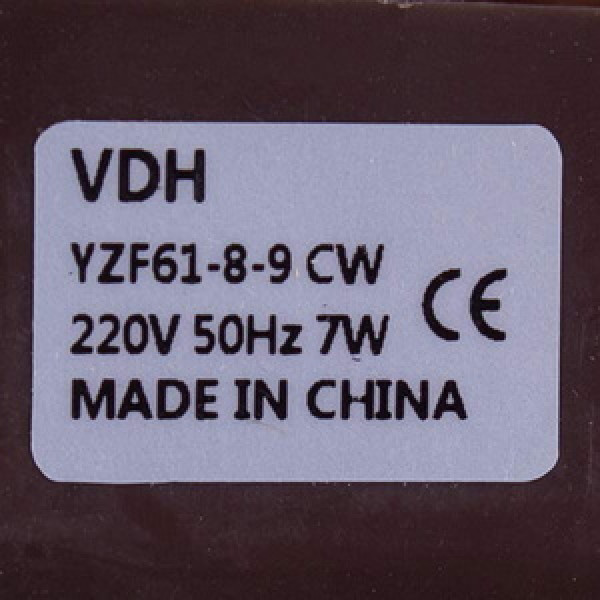 VDH
YZF61-8-9 CW
220V 50Hz 7W
CE
MADE IN CHINA